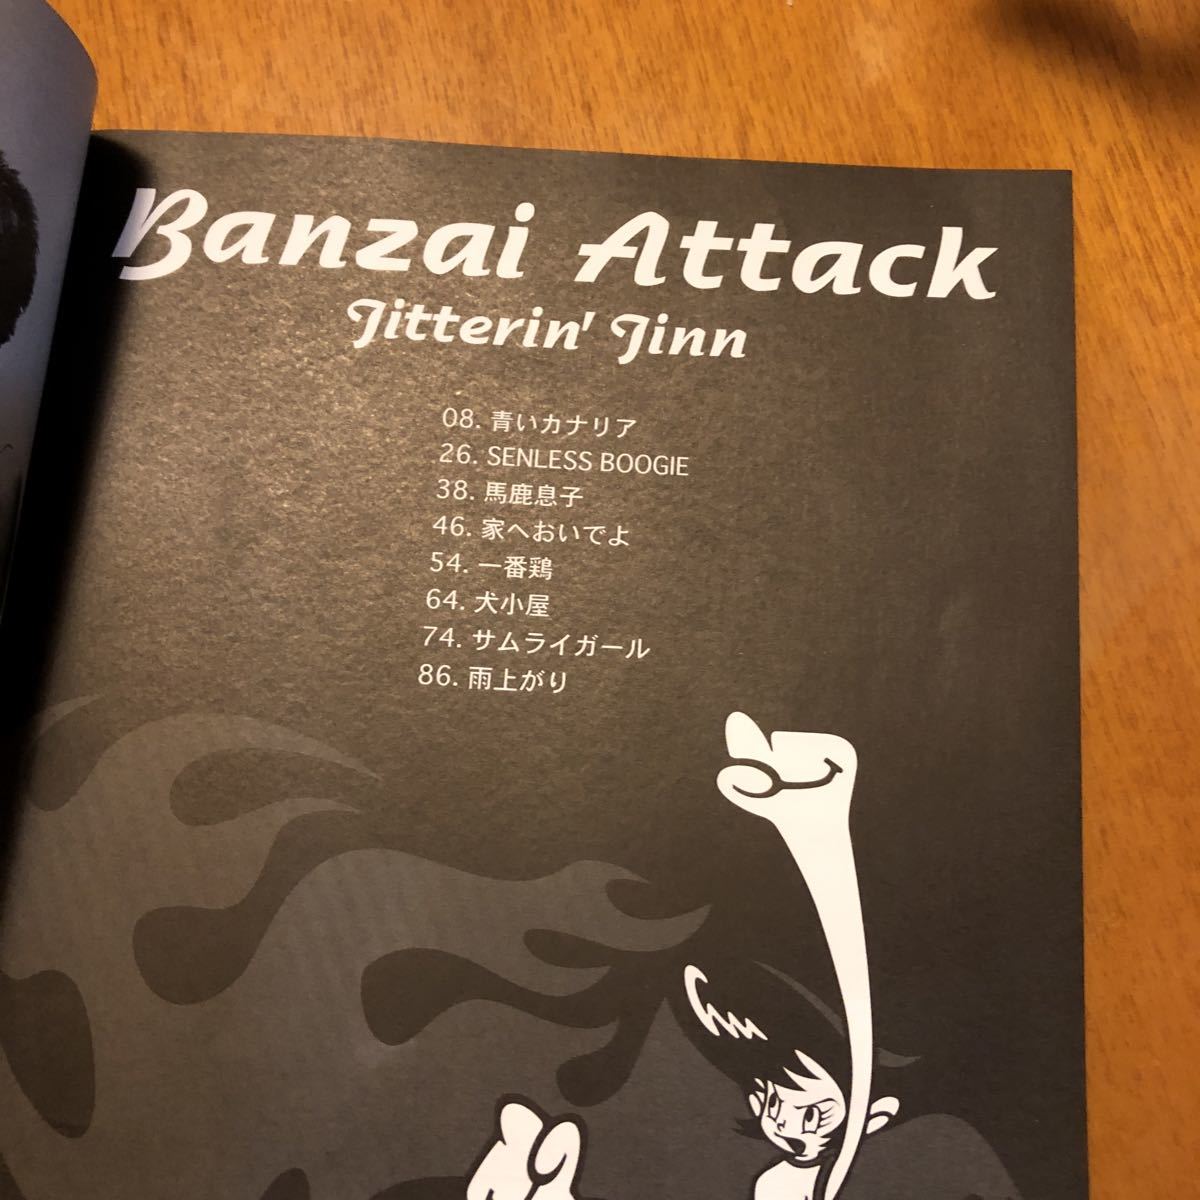 Banzai Attack
Jitterin' Jinn
08. 青いカナリア
26. SENLESS BOOGIE
38. 馬鹿息子
46. 家へおいでよ
54. 一番鶏
64. 犬小屋
74. サムライガール
86. 雨上がり